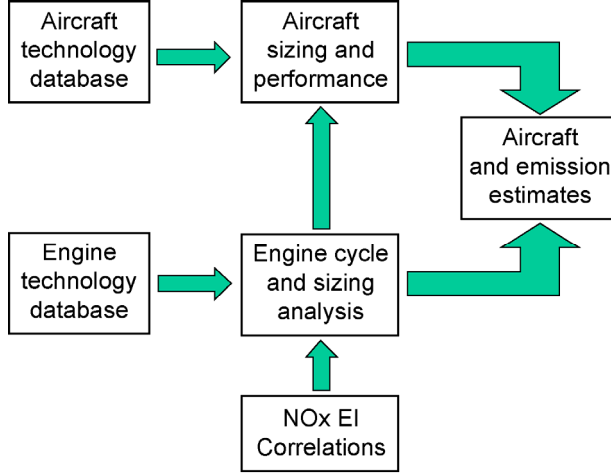 Aircraft
technology
database
Aircraft
sizing and
performance
Aircraft
and emission
estimates
Engine
technology
database
Engine cycle
and sizing
analysis
NOx EI
Correlations